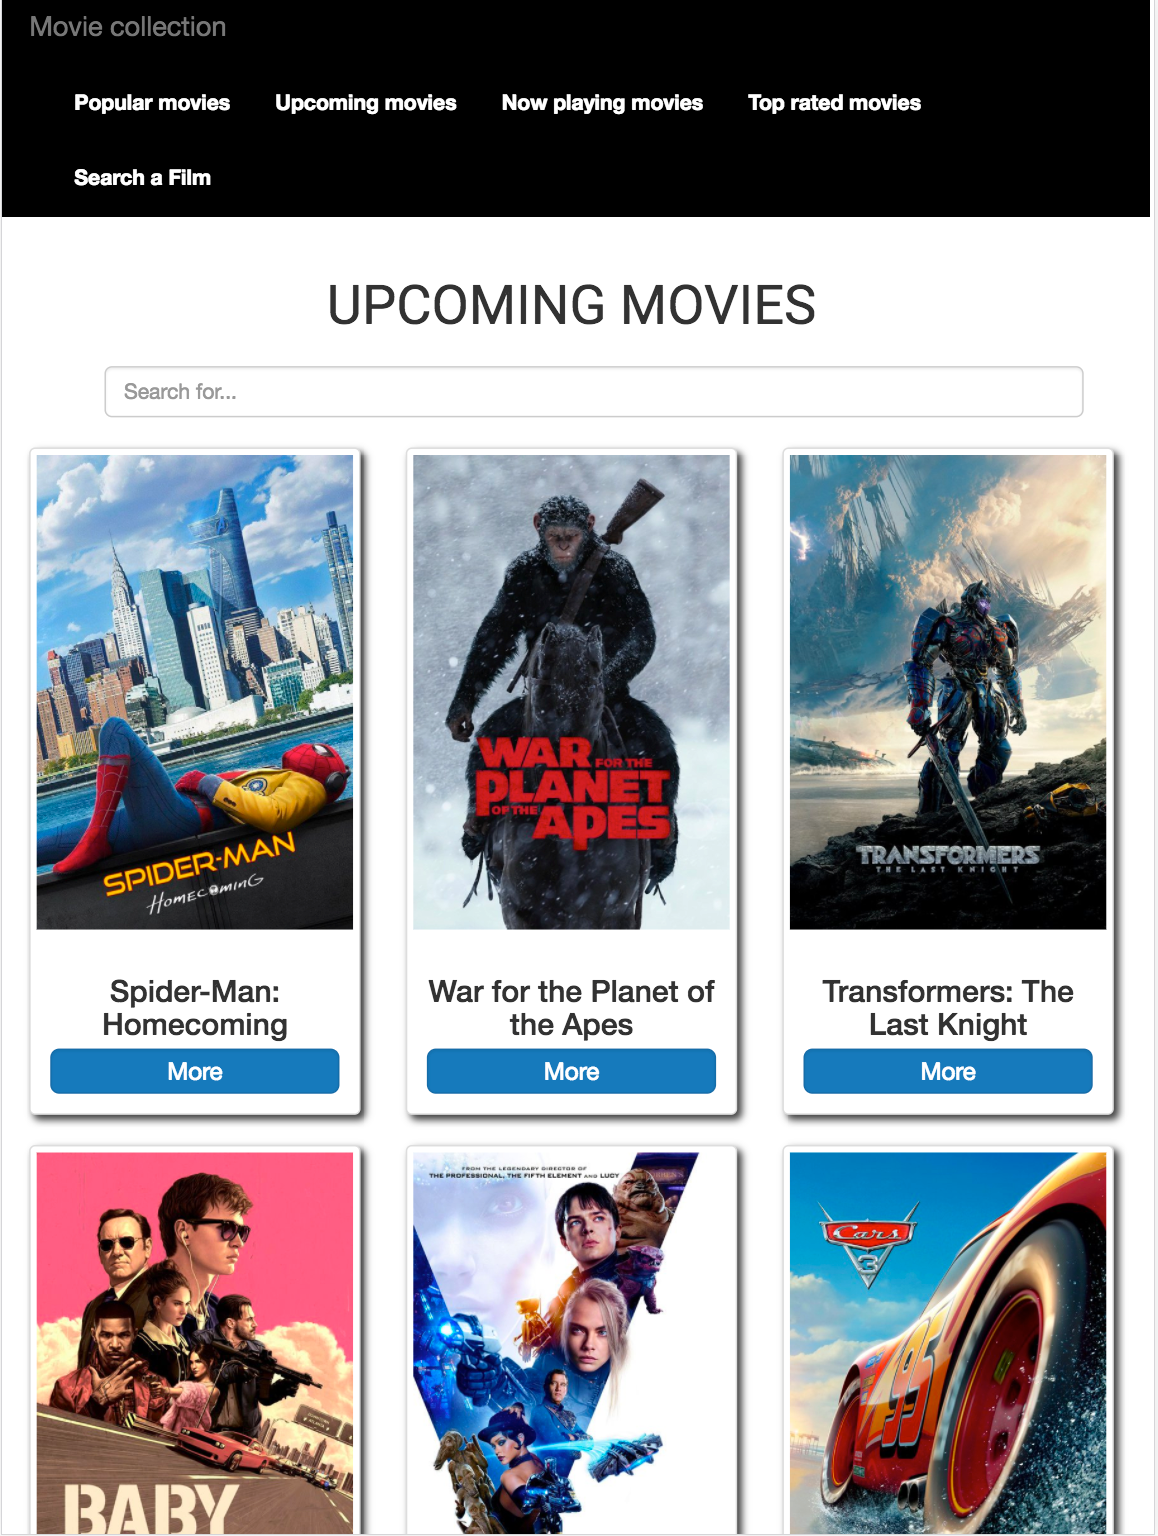 Movie collection
Popular movies Upcoming movies Now playing movies Top rated movies
Search a Film
UPCOMING MOVIES
Search for...
SPIDER-MAN
HOMECOMING
WAR FOR THE
PLANET
OF THE APES
TRANSFORMERS
THE LAST KNIGHT
Spider-Man:
Homecoming
More
War for the Planet of
the Apes
More
Transformers: The
Last Knight
More
BABY
FROM THE LEGENDARY DIRECTOR OF
THE PROFESSIONAL, THE FIFTH ELEMENT AND LUCY
Cars
3
95